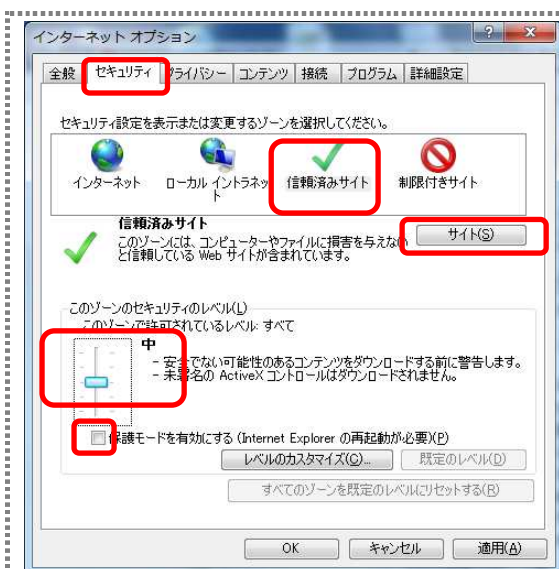 インターネット オプション
全般 セキュリティ プライバシー コンテンツ 接続 プログラム 詳細設定
セキュリティ設定を表示または変更するゾーンを選択してください。
インターネット ローカル イントラネット 信頼済みサイト 制限付きサイト
信頼済みサイト
このゾーンには、コンピューターやファイルに損害を与えない
と信頼している Web サイトが含まれています。
サイト(S)
このゾーンのセキュリティのレベル(L)
このゾーンで許可されているレベル: すべて
中
- 安全でない可能性のあるコンテンツをダウンロードする前に警告します。
- 未署名の ActiveX コントロールはダウンロードされません。
保護モードを有効にする (Internet Explorer の再起動が必要)(P)
レベルのカスタマイズ(C)... 既定のレベル(D)
すべてのゾーンを既定のレベルにリセットする(R)
OK キャンセル 適用(A)